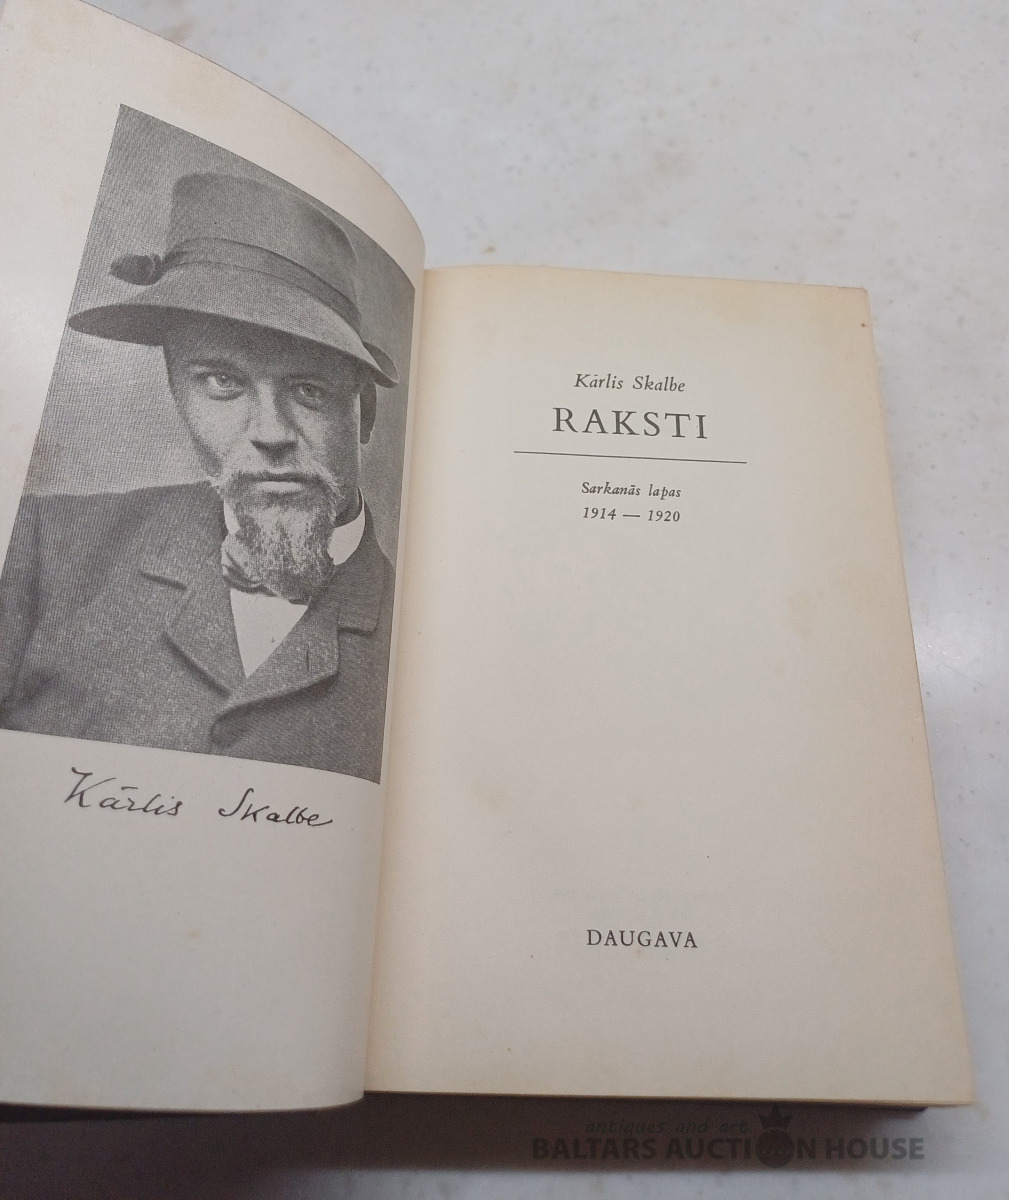 Kārlis Skalbe
Kārlis Skalbe
RAKSTI
Sarkanās lapas
1914 — 1920
DAUGAVA
antiques and art
BALTARS AUCTION HOUSE